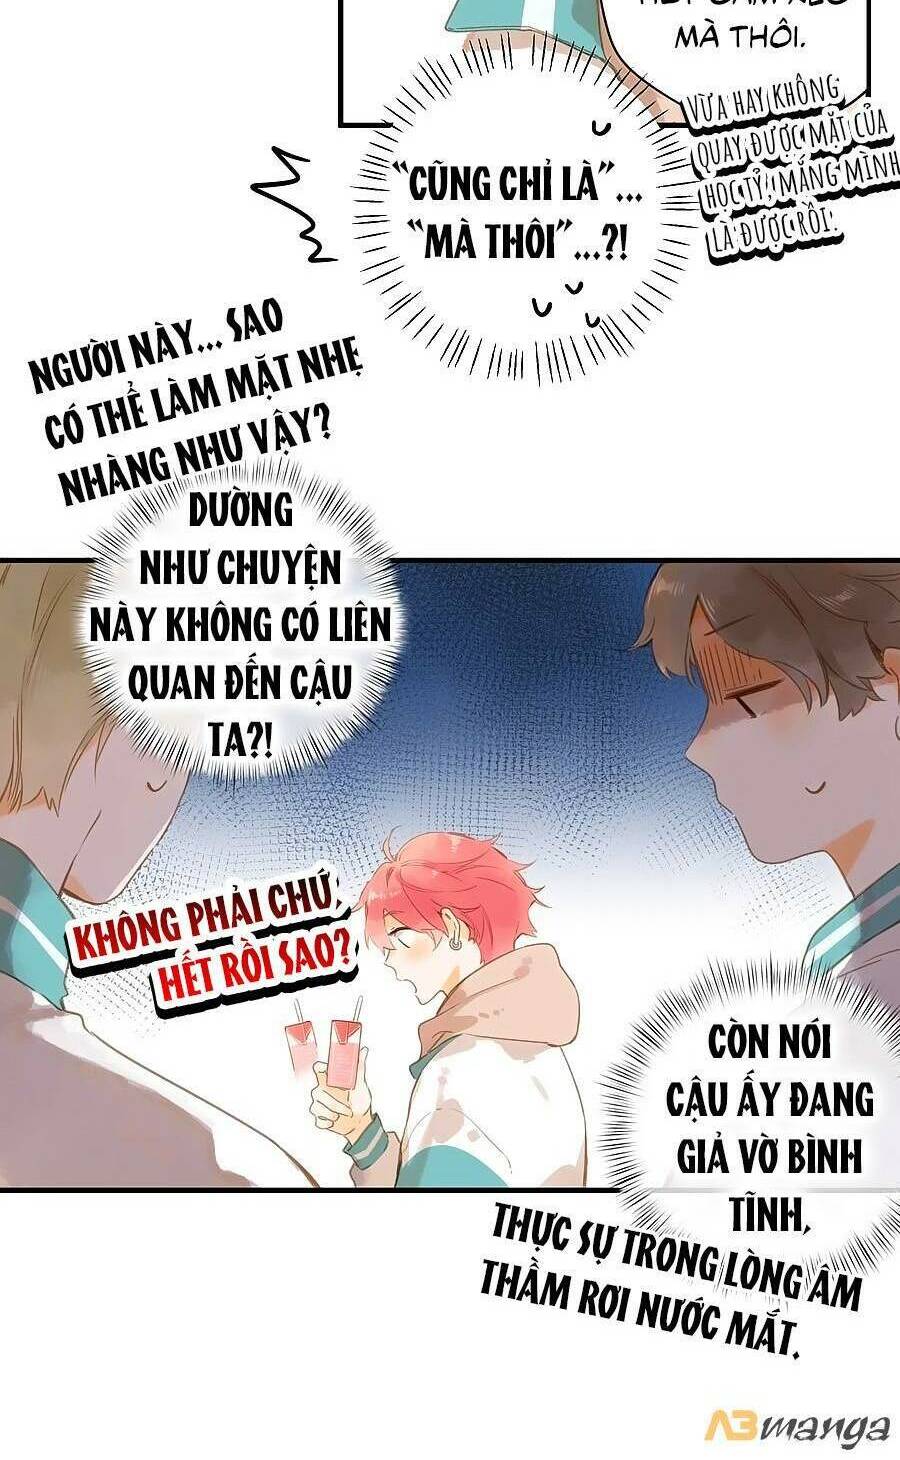 MÀ THÔI.
VỪA HAY KHÔNG
QUAY ĐƯỢC MẶT CỦA
HỌC TỶ, MẮNG MÌNH
LÀ ĐƯỢC RỒI.
"CŨNG CHỈ LÀ"...
"MÀ THÔI"...?!
NGƯỜI NÀY... SAO
CÓ THỂ LÀM MẶT NHẸ
NHÀNG NHƯ VẬY?
DƯỜNG
NHƯ CHUYỆN
NÀY KHÔNG CÓ LIÊN
QUAN ĐẾN CẬU
TA?!
KHÔNG PHẢI CHỨ,
HẾT RỒI SAO?
CÒN NÓI
CẬU ẤY ĐANG
GIẢ VỜ BÌNH
TĨNH,
THỰC SỰ TRONG LÒNG ÂM
THẦM RƠI NƯỚC MẮT.
A3manga